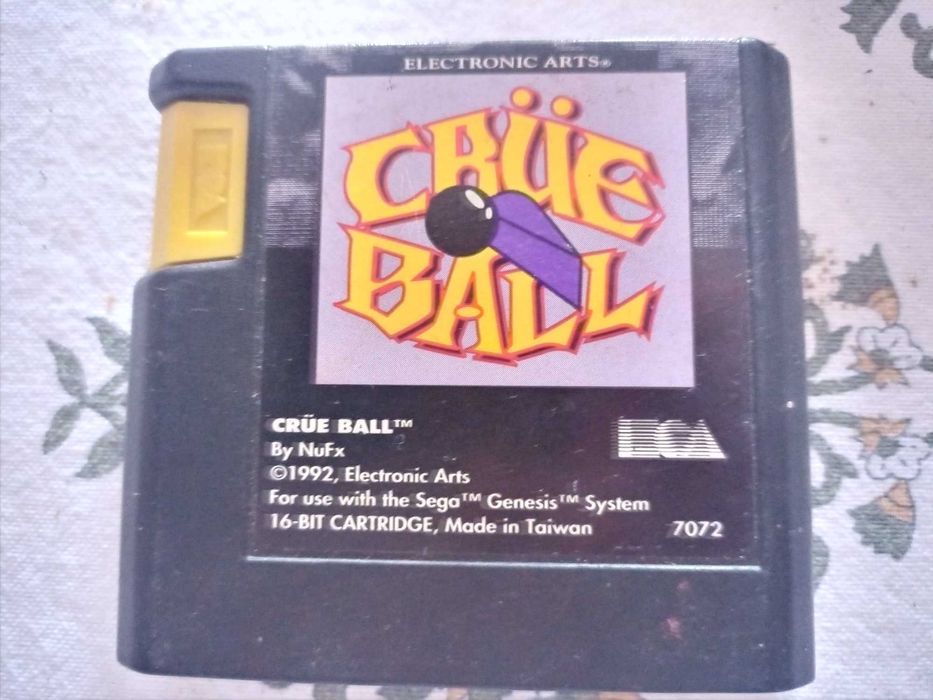 ELECTRONIC ARTS®
CRÜE
BALL
CRÜE BALL™
By NuFx
©1992, Electronic Arts
For use with the Sega™ Genesis™ System
16-BIT CARTRIDGE, Made in Taiwan
7072